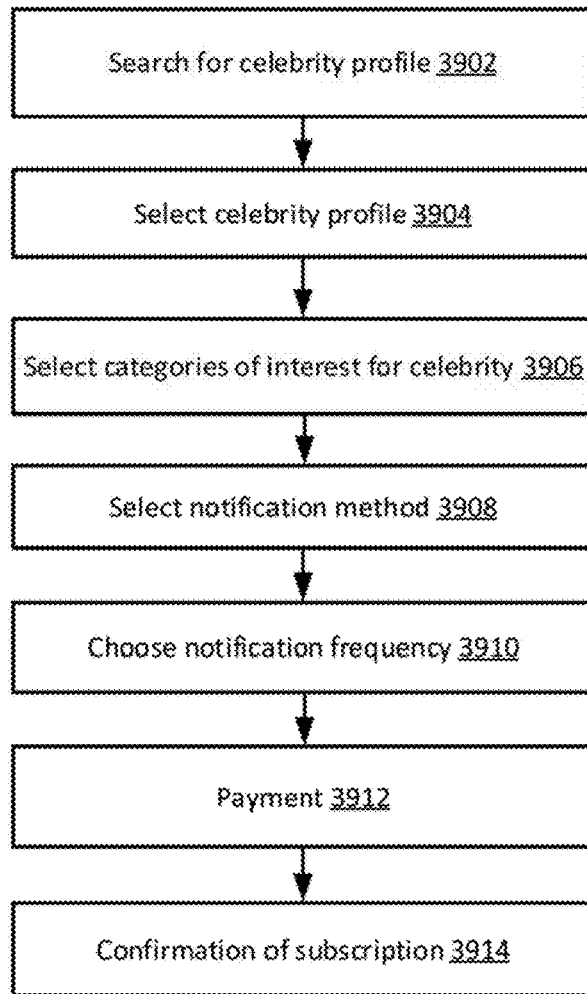 Search for celebrity profile 3902
Select celebrity profile 3904
Select categories of interest for celebrity 3906
Select notification method 3908
Choose notification frequency 3910
Payment 3912
Confirmation of subscription 3914